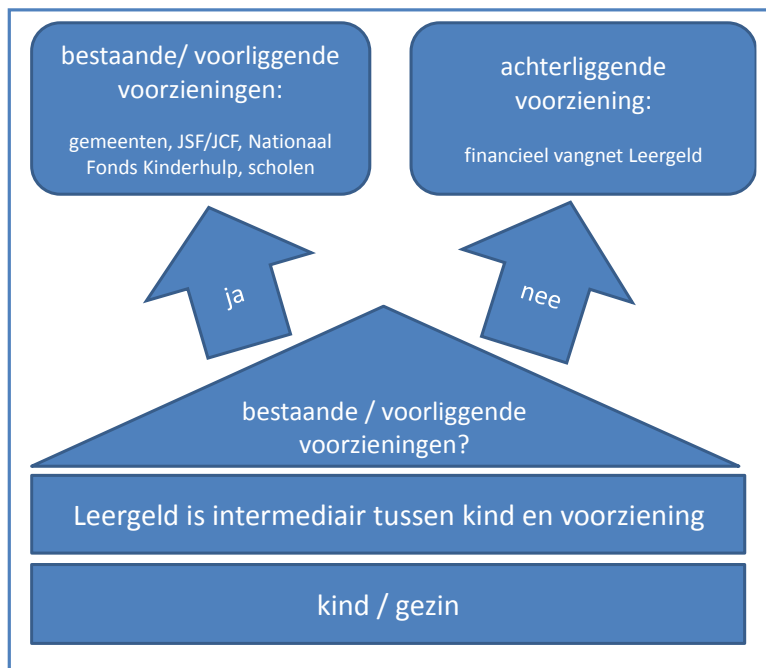 bestaande/ voorliggende
voorzieningen:
gemeenten, JSF/JCF, Nationaal
Fonds Kinderhulp, scholen
achterliggende
voorziening:
financieel vangnet Leergeld
ja
nee
bestaande / voorliggende
voorzieningen?
Leergeld is intermediair tussen kind en voorziening
kind / gezin